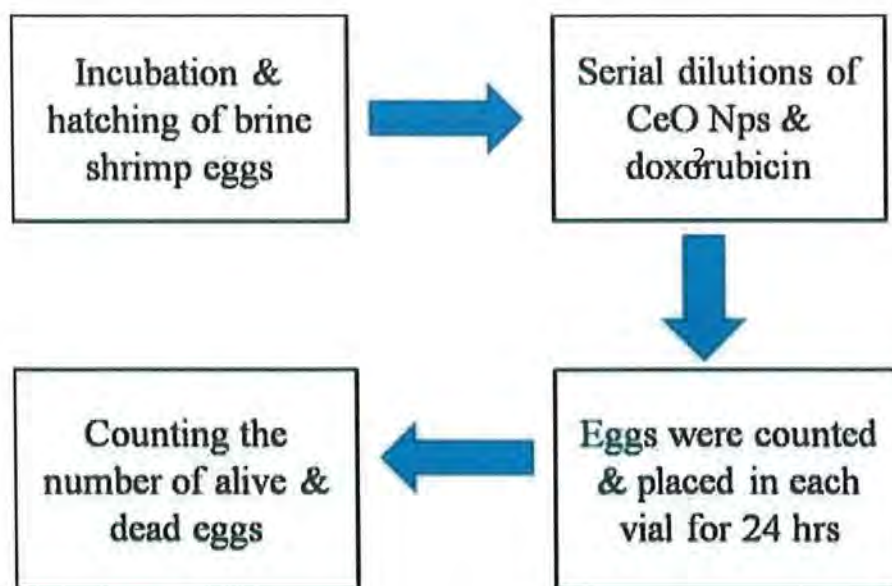 Incubation &
hatching of brine
shrimp eggs
Serial dilutions of
CeO Nps &
2
doxorubicin
Eggs were counted
& placed in each
vial for 24 hrs
Counting the
number of alive &
dead eggs